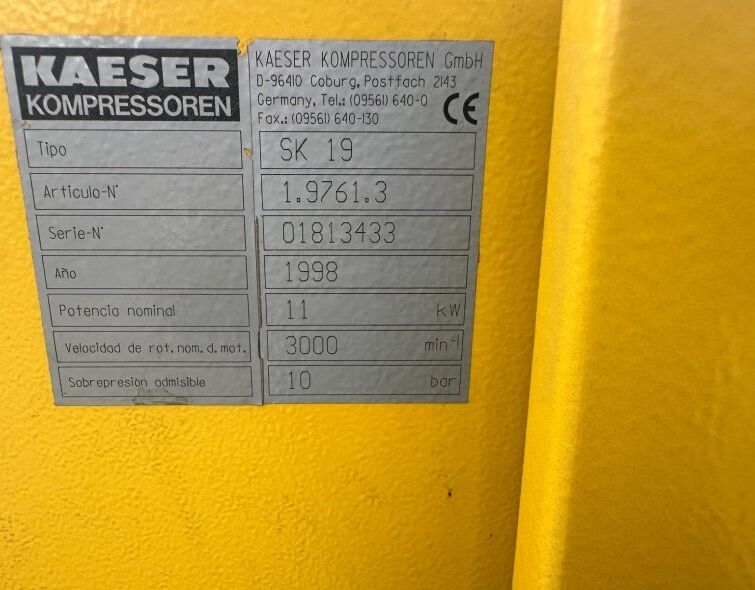 KAESER
KOMPRESSOREN
KAESER KOMPRESSOREN GmbH
D-96410 Coburg, Postfach 2143
Germany, Tel.: (09561) 640-0
Fax.: (09561) 640-130
CE
Tipo SK 19
Articulo-N° 1.9761.3
Serie-N° 01813433
Año 1998
Potencia nominal 11 kW
Velocidad de rot. nom. d. mot. 3000 min⁻¹
Sobrepresión admisible 10 bar